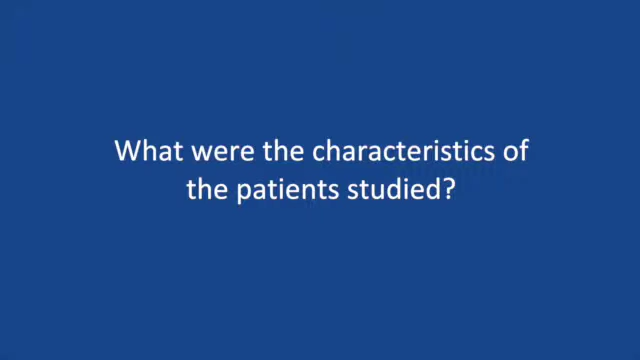 What were the characteristics of
the patients studied?